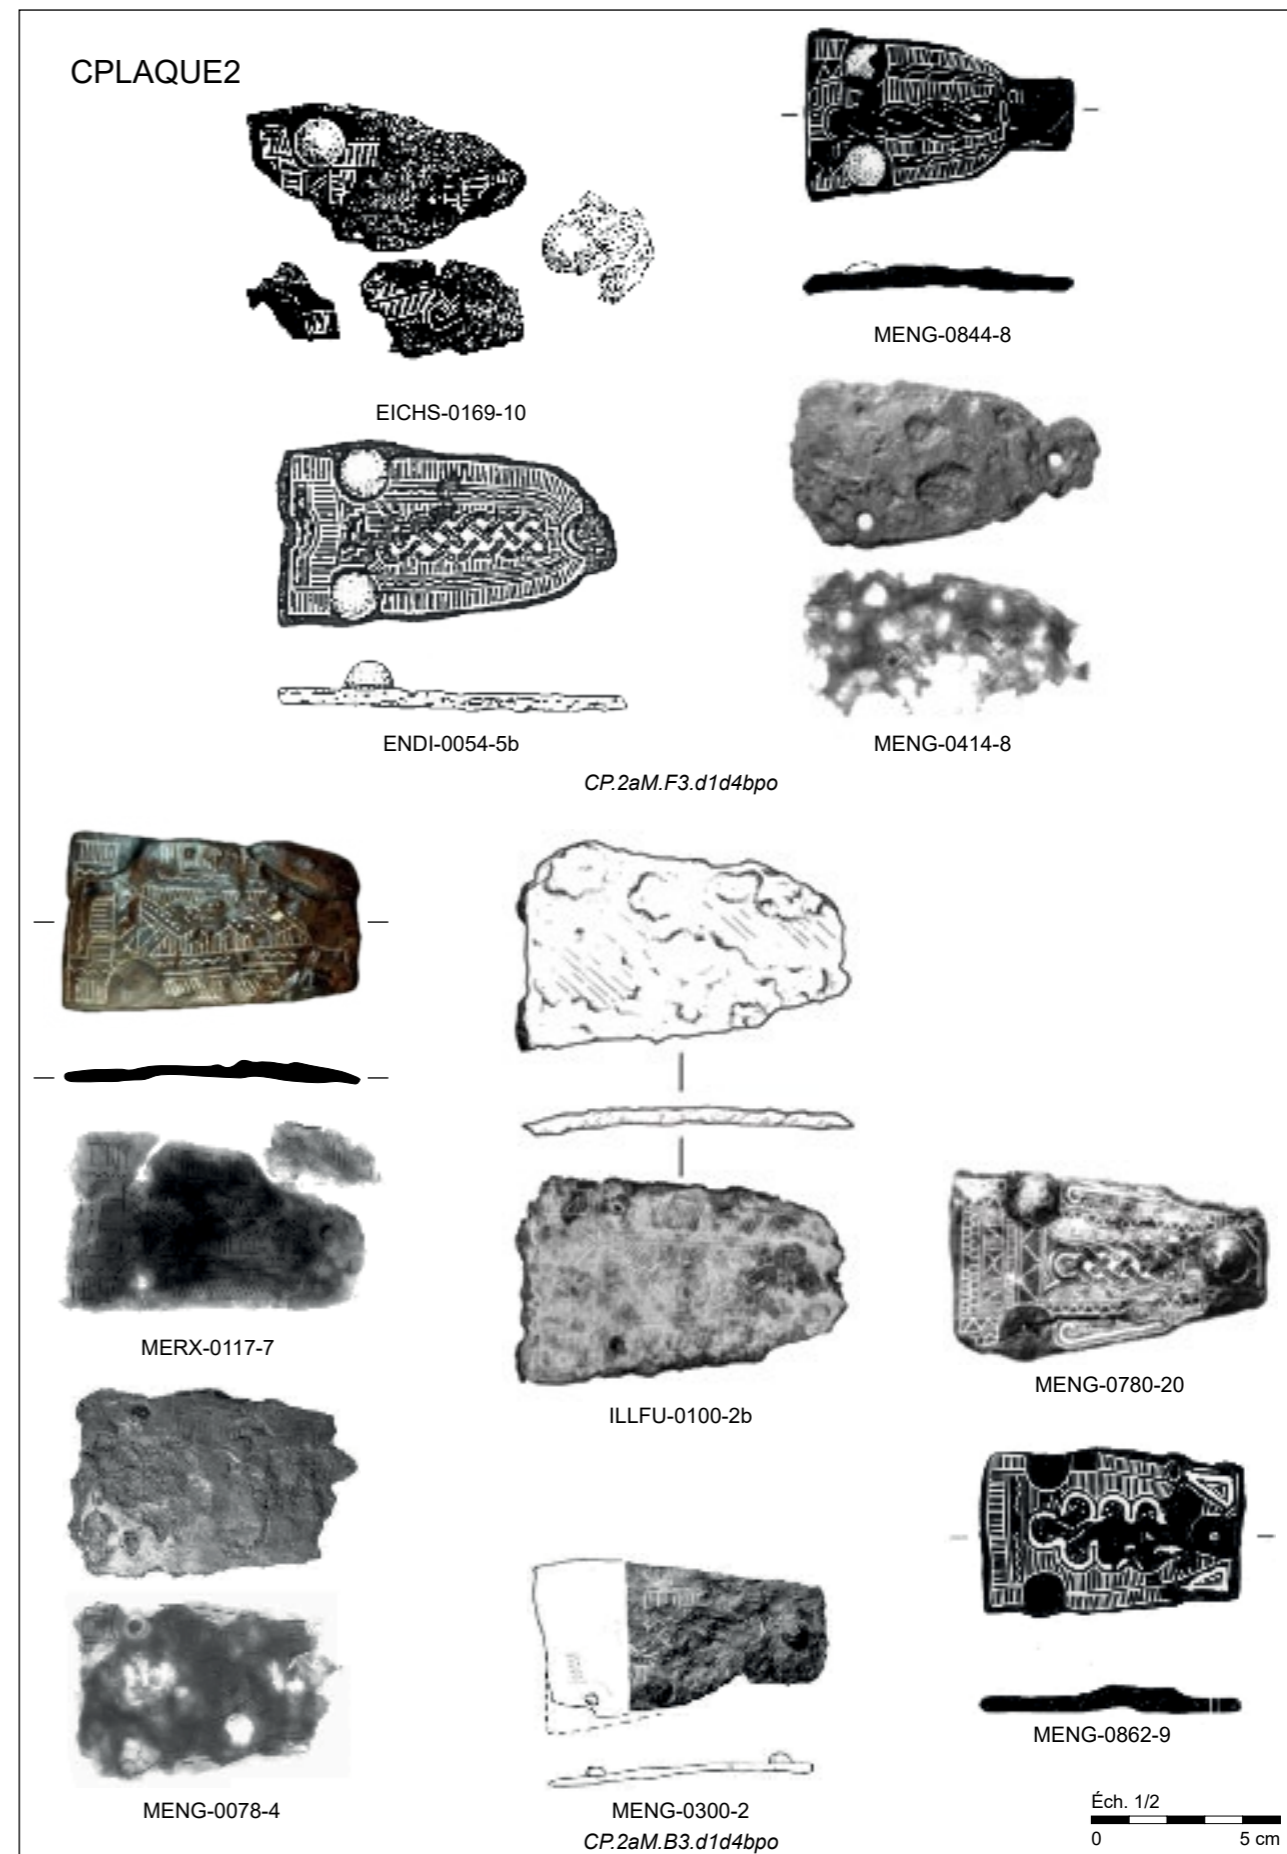 CPLAQUE2
MENG-0844-8
EICHS-0169-10
ENDI-0054-5b
MENG-0414-8
CP.2aM.F3.d1d4bpo
MERX-0117-7
ILLFU-0100-2b
MENG-0780-20
MENG-0862-9
MENG-0078-4
MENG-0300-2
CP.2aM.B3.d1d4bpo
Éch. 1/2
0 5 cm